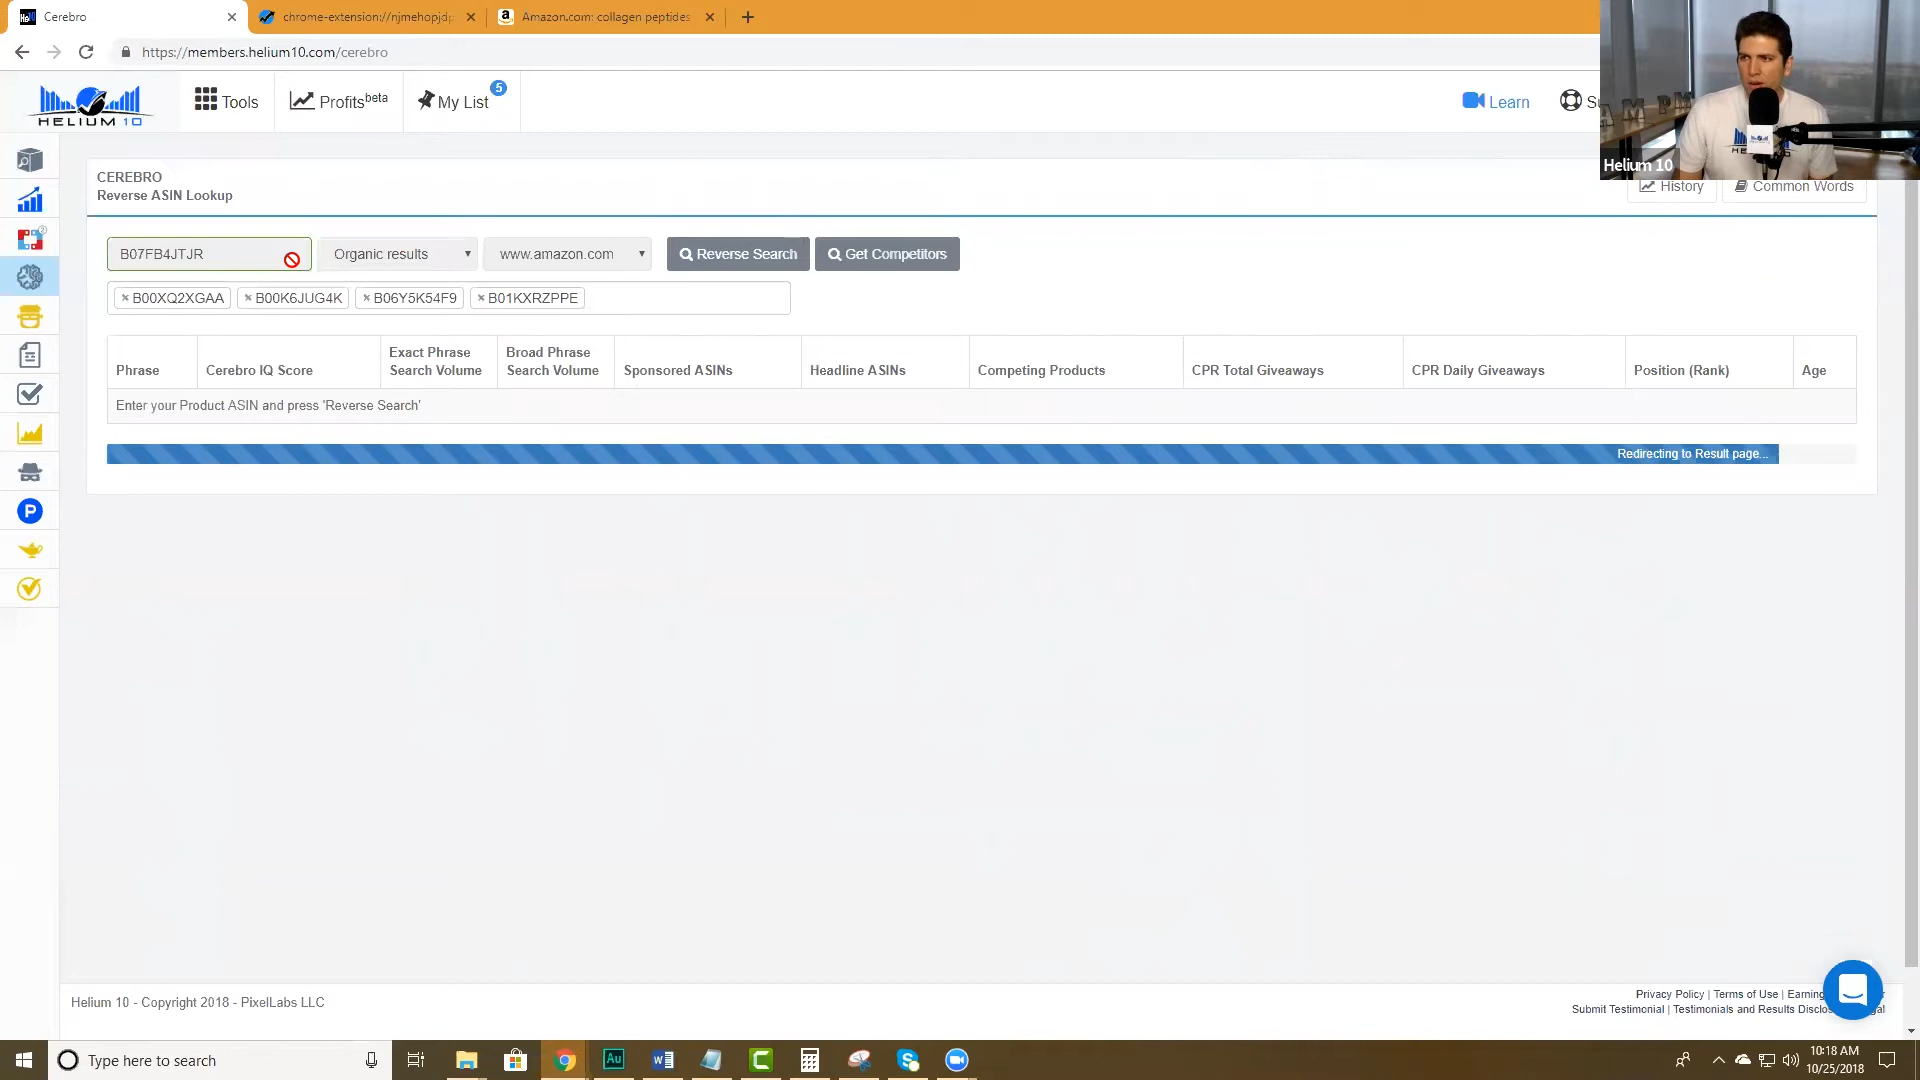 Cerebro
chrome-extension://njmehopjdp
Amazon.com: collagen peptides
https://members.helium10.com/cerebro
HELIUM 10
Tools
Profits beta
My List
5
Learn
Su
AM PM
Helium 10
CEREBRO
Reverse ASIN Lookup
History
Common Words
B07FB4JTJR
Organic results
www.amazon.com
Reverse Search
Get Competitors
× B00XQ2XGAA
× B00K6JUG4K
× B06Y5K54F9
× B01KXRZPPE
Phrase
Cerebro IQ Score
Exact Phrase
Search Volume
Broad Phrase
Search Volume
Sponsored ASINs
Headline ASINs
Competing Products
CPR Total Giveaways
CPR Daily Giveaways
Position (Rank)
Age
Enter your Product ASIN and press 'Reverse Search'
Redirecting to Result page...
Helium 10 - Copyright 2018 - PixelLabs LLC
Privacy Policy | Terms of Use | Earning
Submit Testimonial | Testimonials and Results Disclos
Type here to search
10:18 AM
10/25/2018